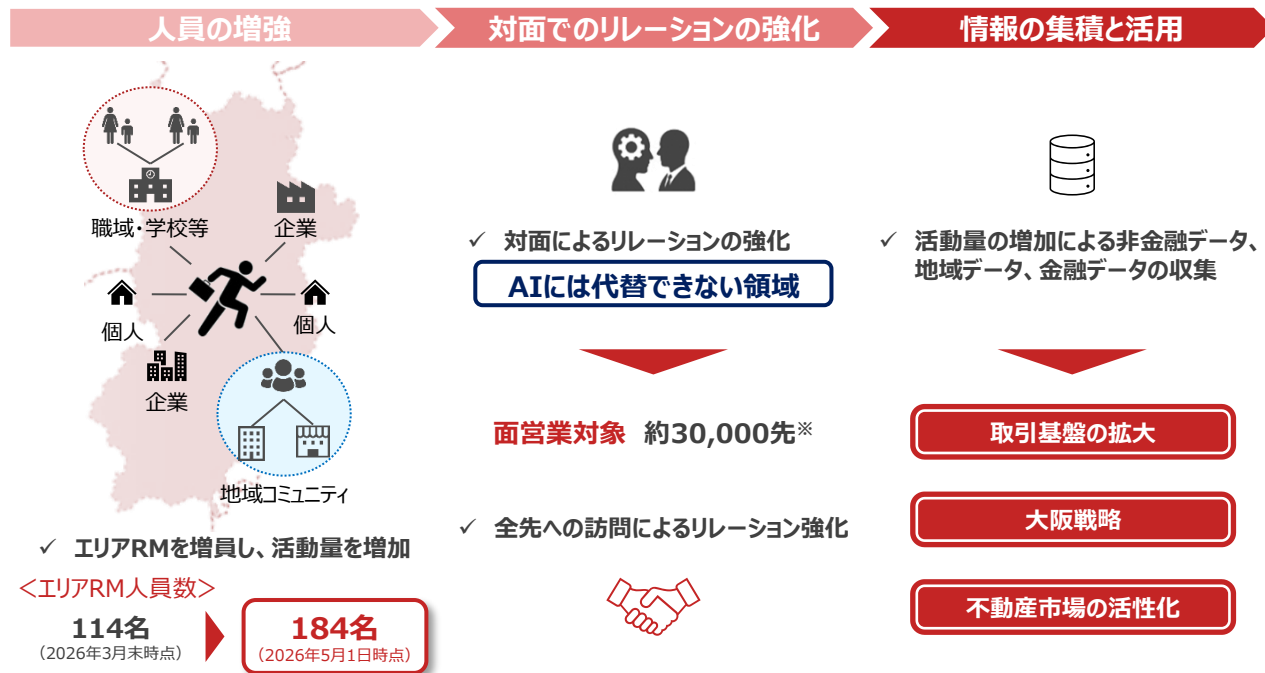 人員の増強
対面でのリレーションの強化
情報の集積と活用
職域・学校等
企業
個人
個人
企業
地域コミュニティ
✓ エリアRMを増員し、活動量を増加
＜エリアRM人員数＞
114名
（2026年3月末時点）
184名
（2026年5月1日時点）
✓ 対面によるリレーションの強化
AIには代替できない領域
面営業対象 約30,000先※
✓ 全先への訪問によるリレーション強化
✓ 活動量の増加による非金融データ、
地域データ、金融データの収集
取引基盤の拡大
大阪戦略
不動産市場の活性化